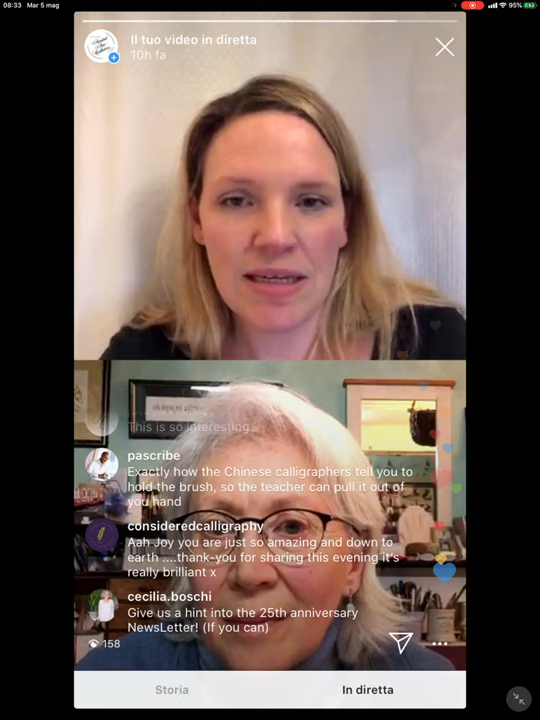 08:33 Mar 5 mag
95%
Il tuo video in diretta
10h fa
This is so interesting
pascribe
Exactly how the Chinese calligraphers tell you to
hold the brush, so the teacher can pull it out of
you hand
consideredcalligraphy
Aah Joy you are just so amazing and down to
earth ....thank-you for sharing this evening it's
really brilliant x
cecilia.boschi
Give us a hint into the 25th anniversary
NewsLetter! (If you can)
158
Storia
In diretta